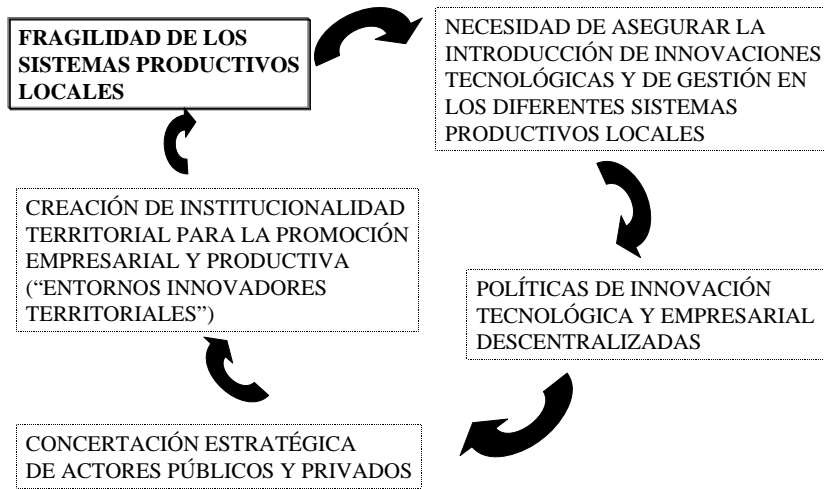 FRAGILIDAD DE LOS
SISTEMAS PRODUCTIVOS
LOCALES
NECESIDAD DE ASEGURAR LA
INTRODUCCIÓN DE INNOVACIONES
TECNOLÓGICAS Y DE GESTIÓN EN
LOS DIFERENTES SISTEMAS
PRODUCTIVOS LOCALES
POLÍTICAS DE INNOVACIÓN
TECNOLÓGICA Y EMPRESARIAL
DESCENTRALIZADAS
CONCERTACIÓN ESTRATÉGICA
DE ACTORES PÚBLICOS Y PRIVADOS
CREACIÓN DE INSTITUCIONALIDAD
TERRITORIAL PARA LA PROMOCIÓN
EMPRESARIAL Y PRODUCTIVA
(“ENTORNOS INNOVADORES
TERRITORIALES”)